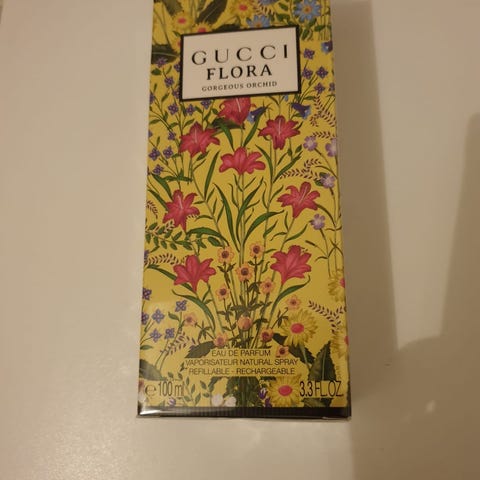 GUCCI
FLORA
GORGEOUS ORCHID
EAU DE PARFUM
VAPORISATEUR NATURAL SPRAY
REFILLABLE - RECHARGEABLE
℮ 100 ml 3.3 FL.OZ.